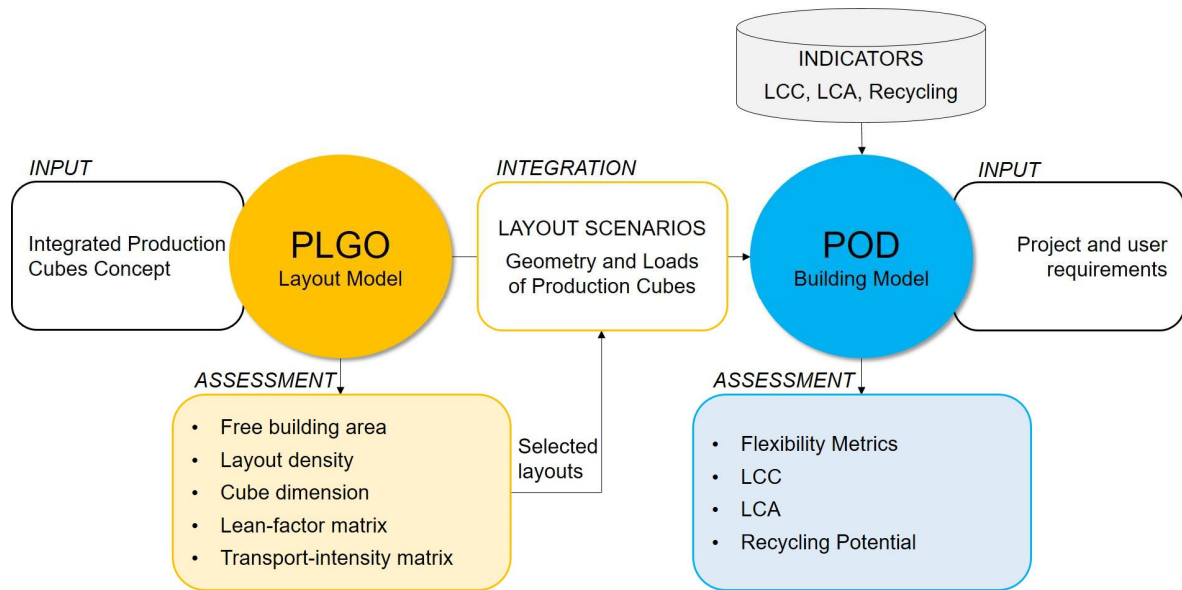 INDICATORS
LCC, LCA, Recycling
INPUT
Integrated Production
Cubes Concept
PLGO
Layout Model
INTEGRATION
LAYOUT SCENARIOS
Geometry and Loads
of Production Cubes
POD
Building Model
INPUT
Project and user
requirements
ASSESSMENT
• Free building area
• Layout density
• Cube dimension
• Lean-factor matrix
• Transport-intensity matrix
Selected
layouts
ASSESSMENT
• Flexibility Metrics
• LCC
• LCA
• Recycling Potential